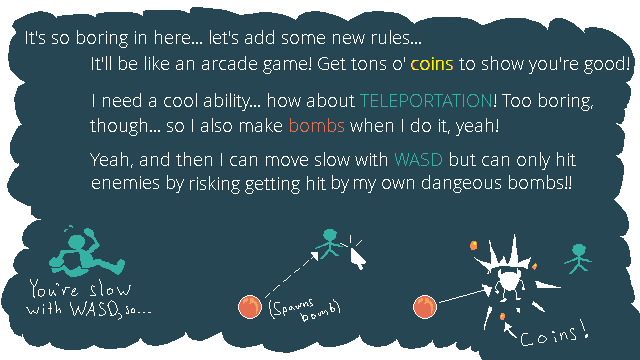 It's so boring in here... let's add some new rules...
It'll be like an arcade game! Get tons o' coins to show you're good!
I need a cool ability... how about TELEPORTATION! Too boring,
though... so I also make bombs when I do it, yeah!
Yeah, and then I can move slow with WASD but can only hit
enemies by risking getting hit by my own dangeous bombs!!
You're slow
with WASD, so...
(Spawns
bomb)
Coins!